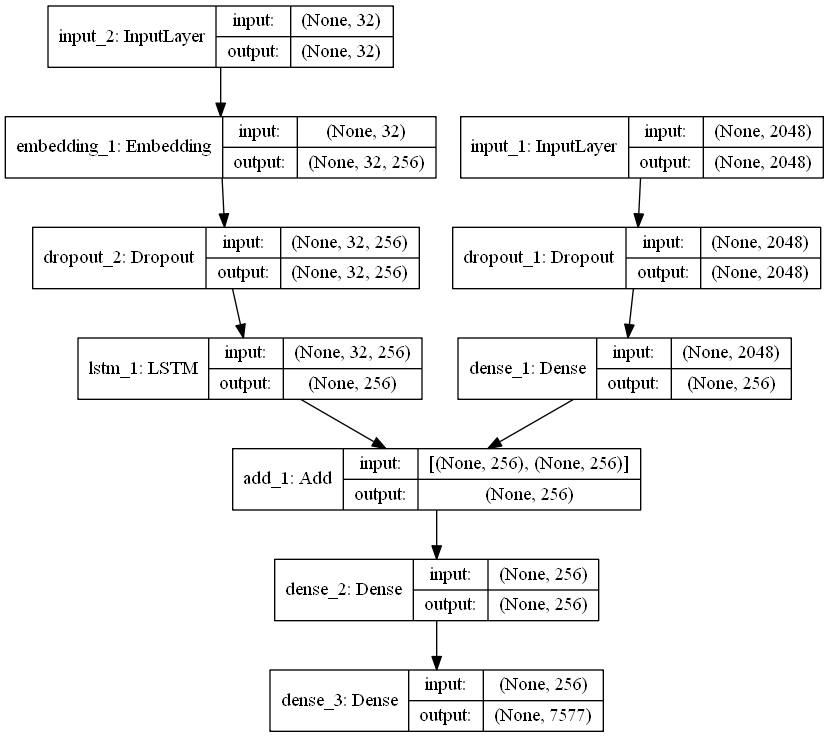 input_2: InputLayer
input: (None, 32)
output: (None, 32)
embedding_1: Embedding
input: (None, 32)
output: (None, 32, 256)
input_1: InputLayer
input: (None, 2048)
output: (None, 2048)
dropout_2: Dropout
input: (None, 32, 256)
output: (None, 32, 256)
dropout_1: Dropout
input: (None, 2048)
output: (None, 2048)
lstm_1: LSTM
input: (None, 32, 256)
output: (None, 256)
dense_1: Dense
input: (None, 2048)
output: (None, 256)
add_1: Add
input: [(None, 256), (None, 256)]
output: (None, 256)
dense_2: Dense
input: (None, 256)
output: (None, 256)
dense_3: Dense
input: (None, 256)
output: (None, 7577)